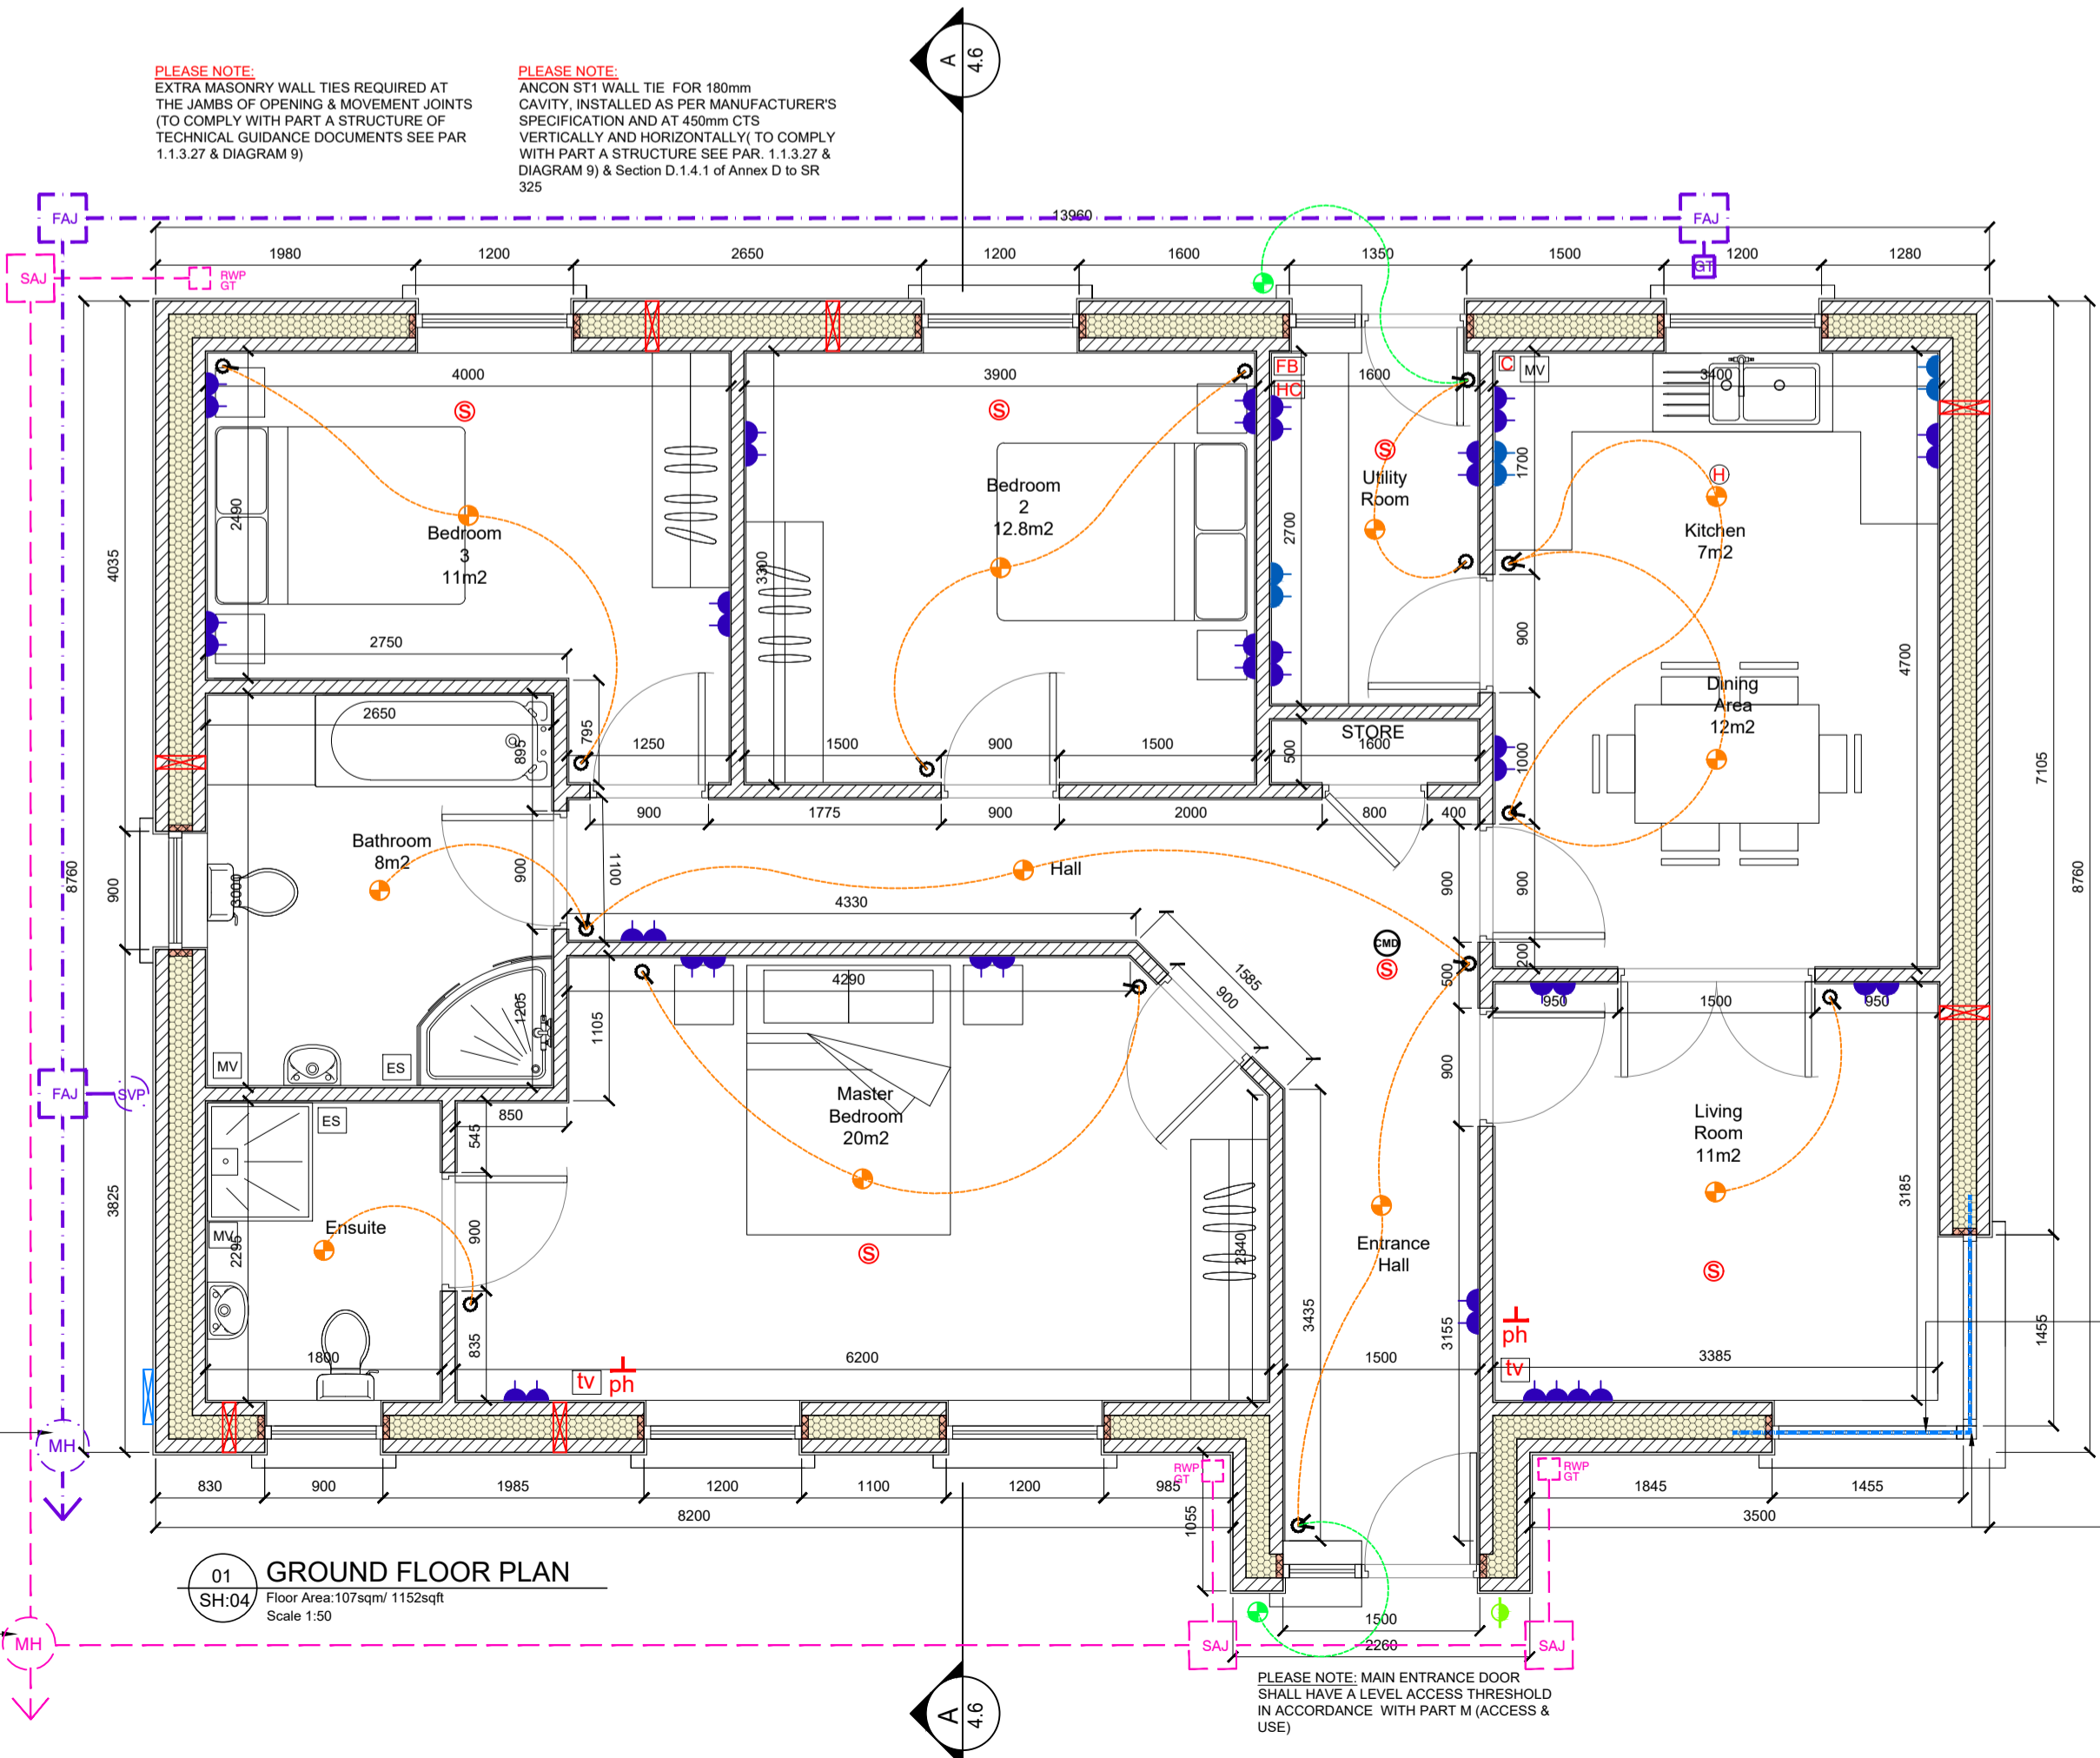 A
4.6
PLEASE NOTE:
EXTRA MASONRY WALL TIES REQUIRED AT
THE JAMBS OF OPENING & MOVEMENT JOINTS
(TO COMPLY WITH PART A STRUCTURE OF
TECHNICAL GUIDANCE DOCUMENTS SEE PAR
1.1.3.27 & DIAGRAM 9)
PLEASE NOTE:
ANCON ST1 WALL TIE FOR 180mm
CAVITY, INSTALLED AS PER MANUFACTURER'S
SPECIFICATION AND AT 450mm CTS
VERTICALLY AND HORIZONTALLY( TO COMPLY
WITH PART A STRUCTURE SEE PAR. 1.1.3.27 &
DIAGRAM 9) & Section D.1.4.1 of Annex D to SR
325
FAJ
13960
FAJ
1980
1200
2650
1200
1600
1350
1500
1200
1280
GT
SAJ
RWP
GT
4000
3900
FB
HC
1600
C
MV
3400
S
S
S
H
2490
Bedroom
3
11m2
Bedroom
2
12.8m2
3300
2700
Utility
Room
1700
Kitchen
7m2
4035
900
2750
4700
Dining
Area
12m2
2650
895
795
1250
1500
900
1500
STORE
1600
500
1000
7105
900
1775
900
2000
800
400
Bathroom
8m2
3000
900
1100
Hall
900
900
8760
900
8760
4330
CMD
S
200
500
1585
900
4290
1205
1105
950
1500
950
MV
ES
FAJ
SVP
900
850
545
ES
Master
Bedroom
20m2
Living
Room
11m2
3825
MV
2295
Ensuite
900
S
2340
Entrance
Hall
3185
S
835
3435
3155
ph
tv
1455
1800
6200
1500
3385
tv
ph
MH
RWP
GT
RWP
GT
830
900
1985
1200
1100
1200
985
1845
1455
8200
1055
3500
01
SH:04
GROUND FLOOR PLAN
Floor Area:107sqm/ 1152sqft
Scale 1:50
MH
SAJ
1500
2260
SAJ
PLEASE NOTE: MAIN ENTRANCE DOOR
SHALL HAVE A LEVEL ACCESS THRESHOLD
IN ACCORDANCE WITH PART M (ACCESS &
USE)
A
4.6